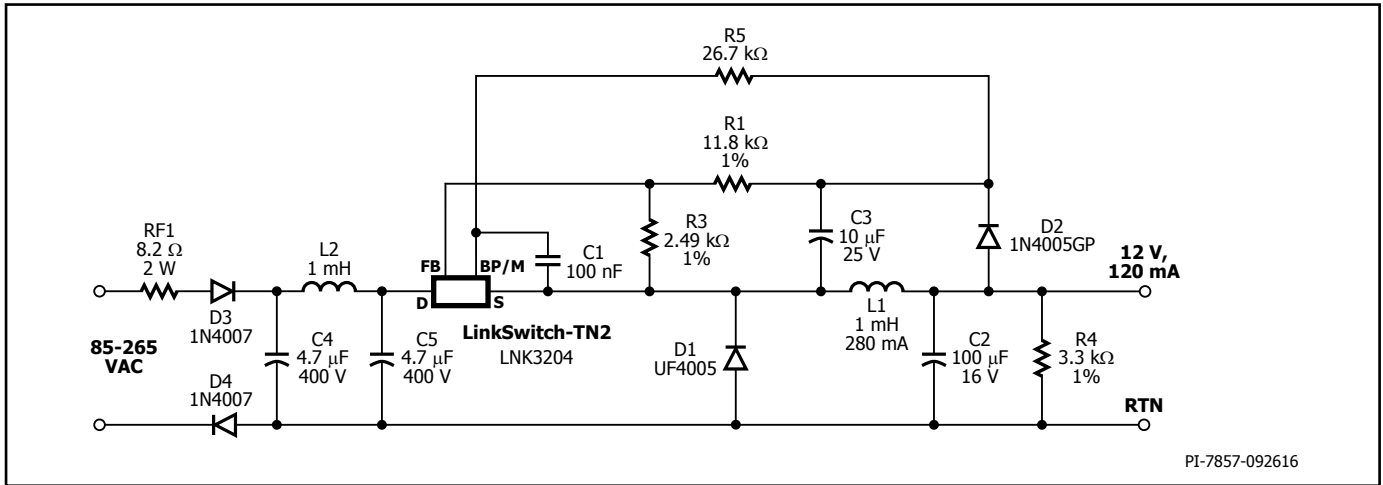 R5
26.7 kΩ
R1
11.8 kΩ
1%
RF1
8.2 Ω
2 W
L2
1 mH
R3
2.49 kΩ
1%
C3
10 μF
25 V
D2
1N4005GP
C1
100 nF
FB
BP/M
D
S
12 V,
120 mA
D3
1N4007
LinkSwitch-TN2
LNK3204
L1
1 mH
280 mA
85-265
VAC
C4
4.7 μF
400 V
C5
4.7 μF
400 V
D1
UF4005
C2
100 μF
16 V
R4
3.3 kΩ
1%
D4
1N4007
RTN
PI-7857-092616